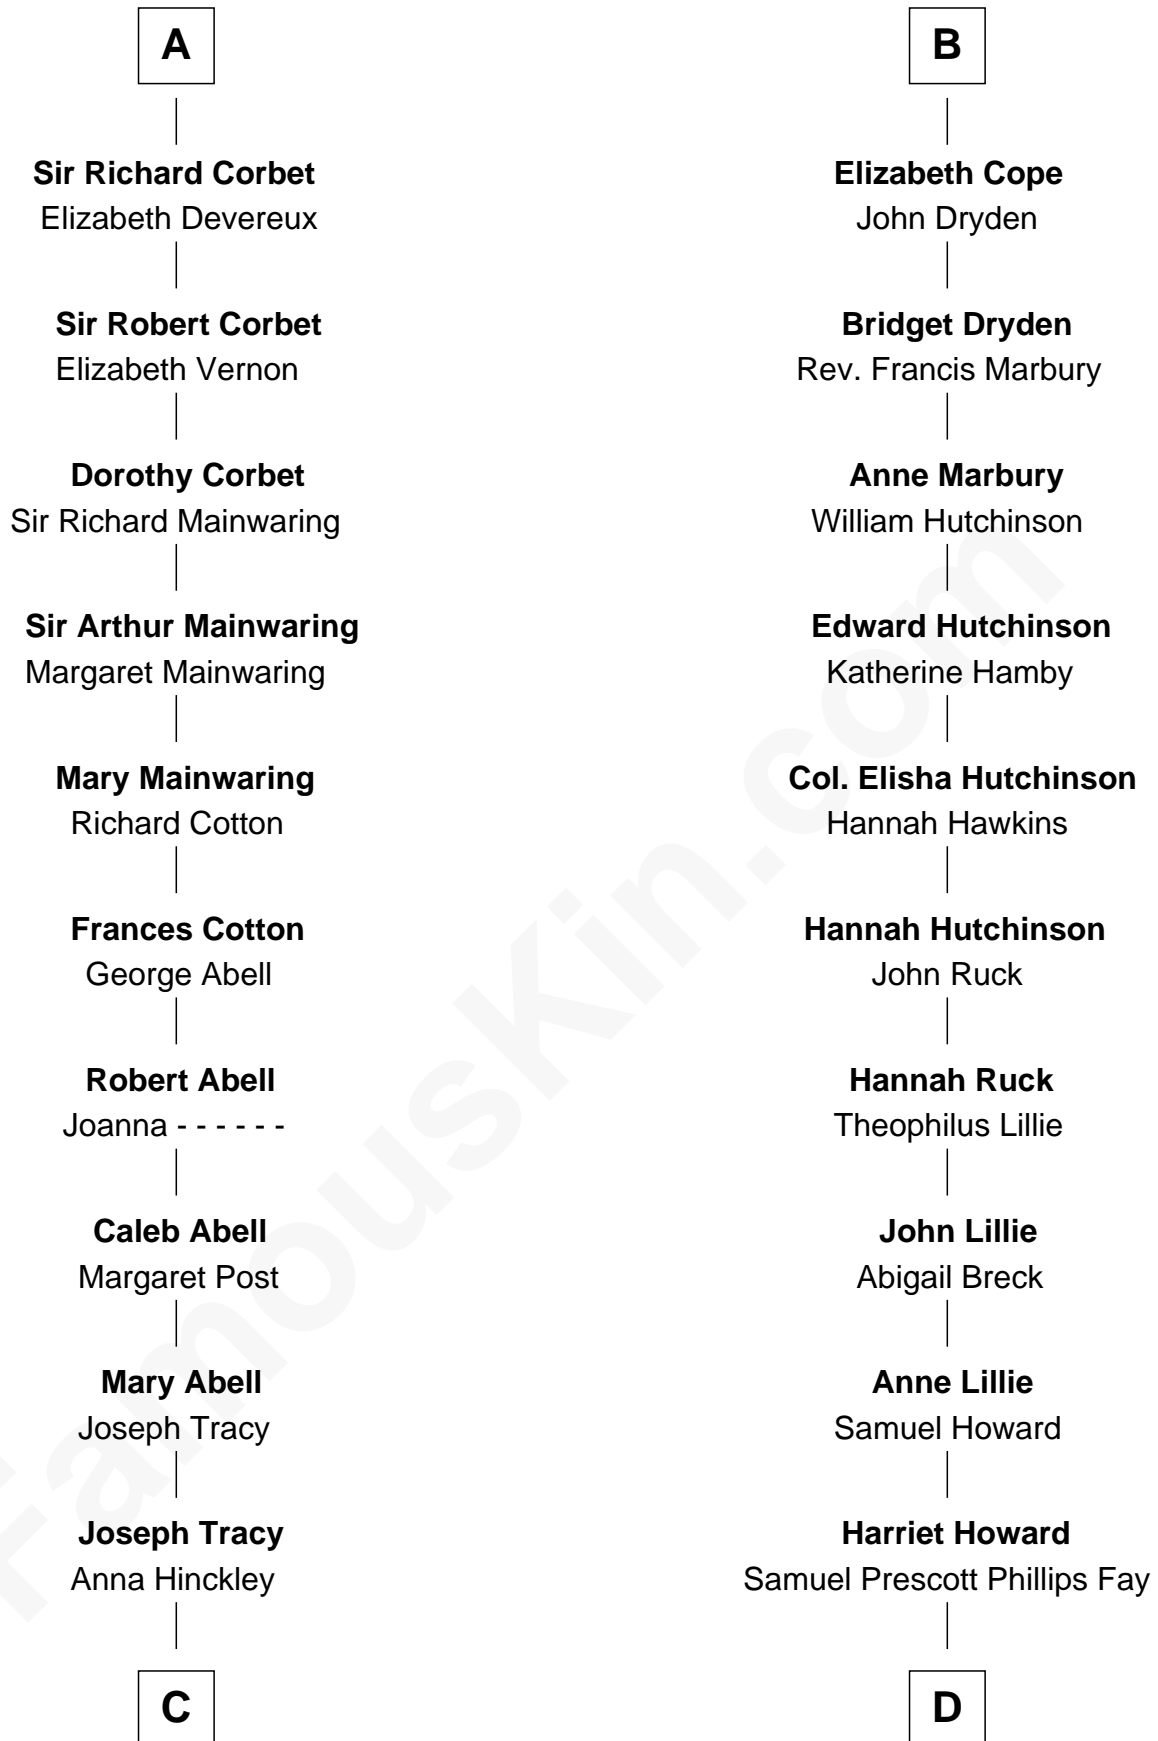 A
Sir Richard Corbet
Elizabeth Devereux
Sir Robert Corbet
Elizabeth Vernon
Dorothy Corbet
Sir Richard Mainwaring
Sir Arthur Mainwaring
Margaret Mainwaring
Mary Mainwaring
Richard Cotton
Frances Cotton
George Abell
Robert Abell
Joanna - - - - - -
Caleb Abell
Margaret Post
Mary Abell
Joseph Tracy
Joseph Tracy
Anna Hinckley
C
B
Elizabeth Cope
John Dryden
Bridget Dryden
Rev. Francis Marbury
Anne Marbury
William Hutchinson
Edward Hutchinson
Katherine Hamby
Col. Elisha Hutchinson
Hannah Hawkins
Hannah Hutchinson
John Ruck
Hannah Ruck
Theophilus Lillie
John Lillie
Abigail Breck
Anne Lillie
Samuel Howard
Harriet Howard
Samuel Prescott Phillips Fay
D
FamousKin.com